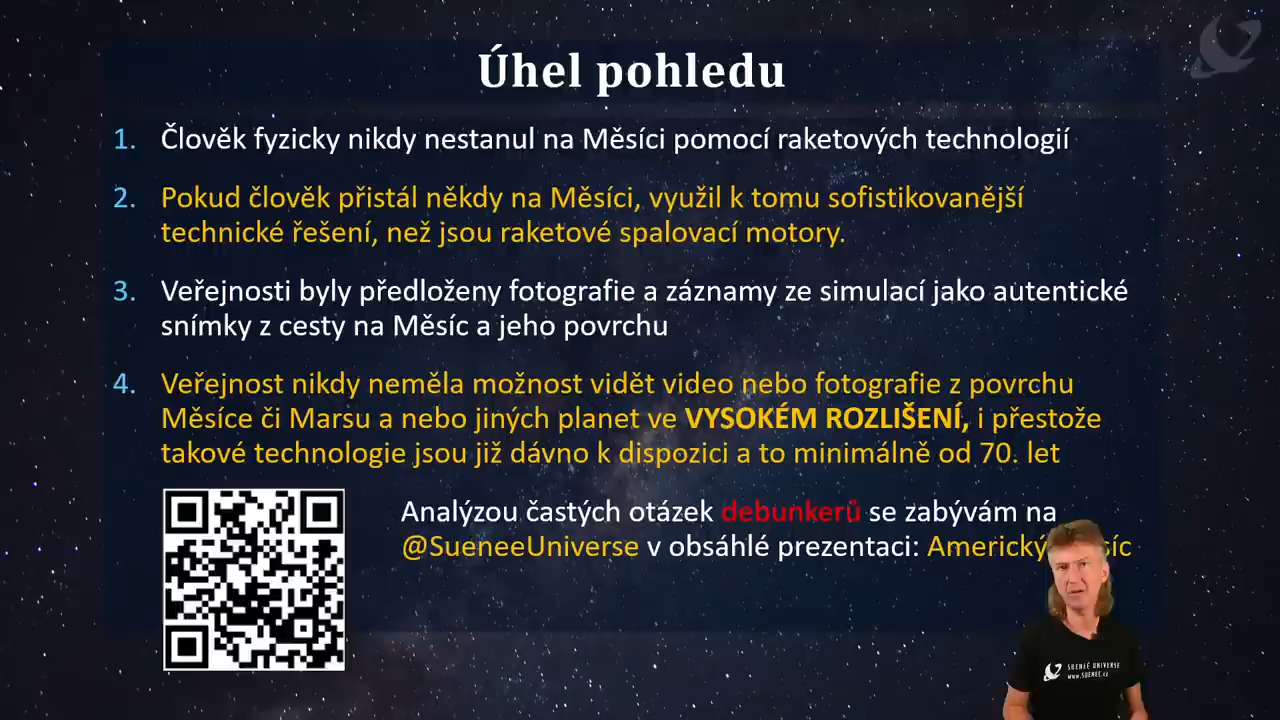 Úhel pohledu
1. Člověk fyzicky nikdy nestanul na Měsíci pomocí raketových technologií
2. Pokud člověk přistál někdy na Měsíci, využil k tomu sofistikovanější
technické řešení, než jsou raketové spalovací motory.
3. Veřejnosti byly předloženy fotografie a záznamy ze simulací jako autentické
snímky z cesty na Měsíc a jeho povrchu
4. Veřejnost nikdy neměla možnost vidět video nebo fotografie z povrchu
Měsíce či Marsu a nebo jiných planet ve VYSOKÉM ROZLIŠENÍ, i přestože
takové technologie jsou již dávno k dispozici a to minimálně od 70. let
Analýzou častých otázek debunkerů se zabývám na
@SueneeUniverse v obsáhlé prezentaci: Americký
SUENEÉ UNIVERSE
www.SUENEE.cz